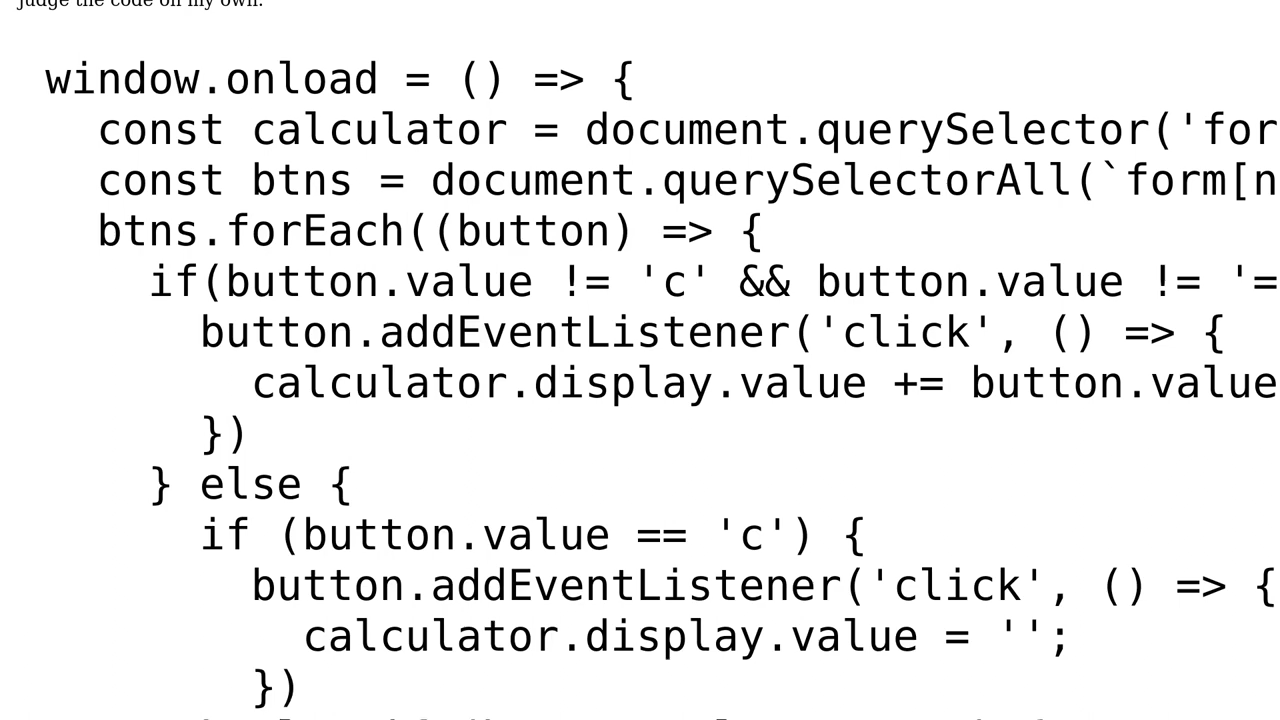 judge the code on my own.
window.onload = () => {
  const calculator = document.querySelector('for
  const btns = document.querySelectorAll(`form[n
  btns.forEach((button) => {
    if(button.value != 'c' && button.value != '=
      button.addEventListener('click', () => {
        calculator.display.value += button.value
      })
    } else {
      if (button.value == 'c') {
        button.addEventListener('click', () => {
          calculator.display.value = '';
        })